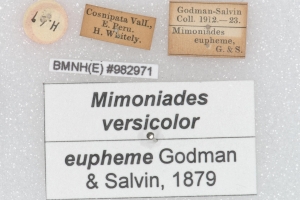 Cosnipata Vall.,
E. Peru.
H. Whitely.
Godman-Salvin
Coll. 1912.—23.
Mimoniades
eupheme,
G. & S.
BMNH(E) #982971
Mimoniades
versicolor
eupheme Godman
& Salvin, 1879